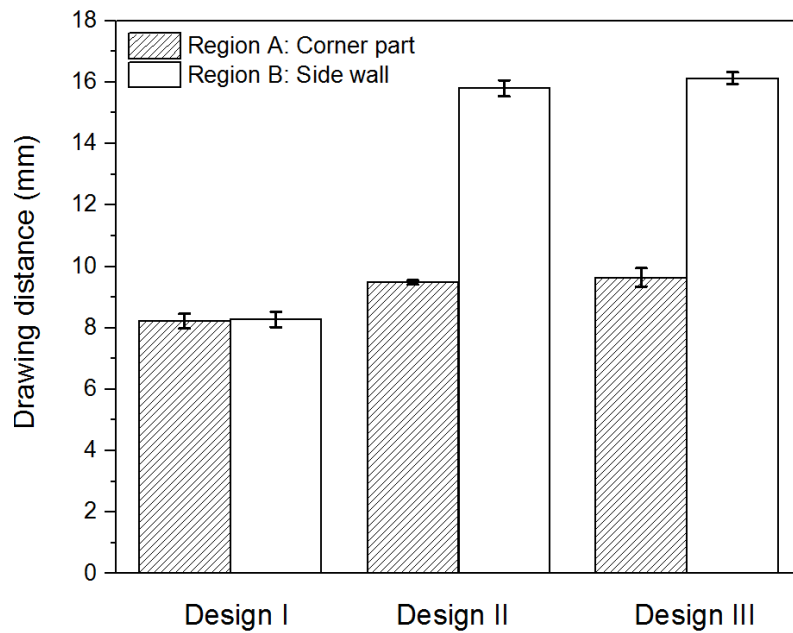 Drawing distance (mm)
18
16
14
12
10
8
6
4
2
0
Region A: Corner part
Region B: Side wall
Design I
Design II
Design III